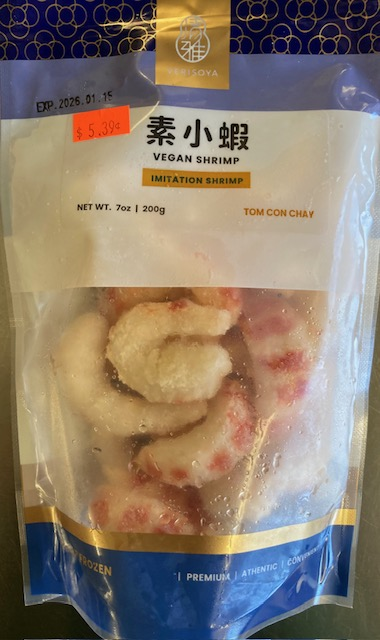 VERISOYA
EXP. 2026.01.15
$ 5.39¢
素小蝦
VEGAN SHRIMP
IMITATION SHRIMP
NET WT. 7oz | 200g
TOM CON CHAY
FROZEN
| PREMIUM | ATHENTIC |